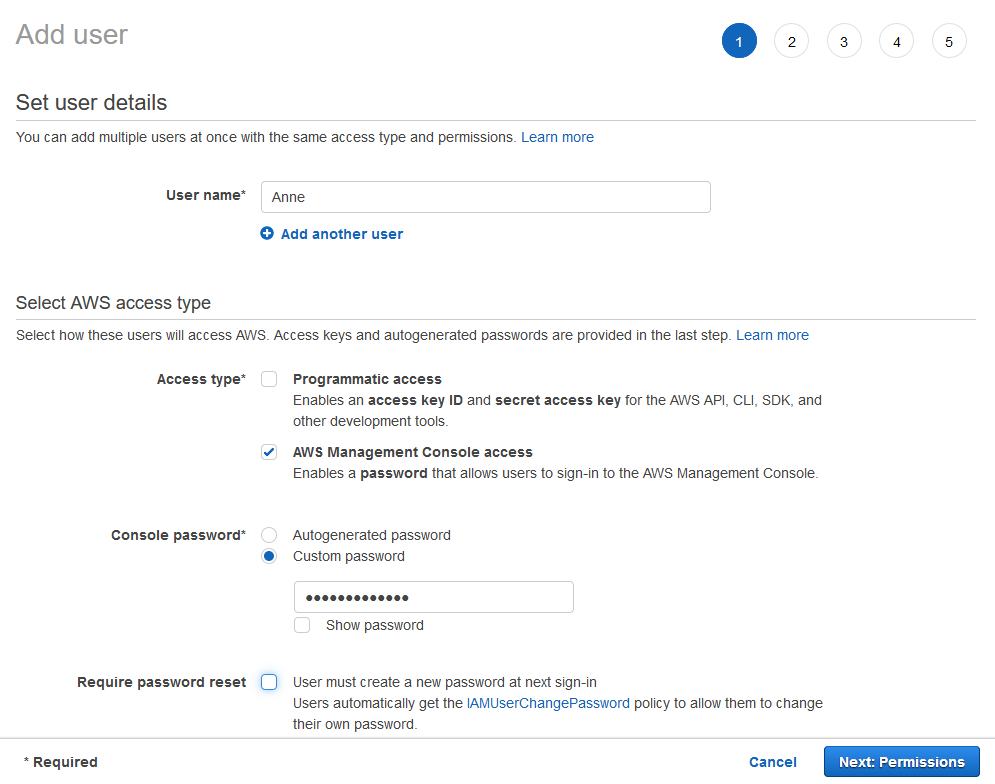 Add user
1 2 3 4 5
Set user details
You can add multiple users at once with the same access type and permissions. Learn more
User name* Anne
Add another user
Select AWS access type
Select how these users will access AWS. Access keys and autogenerated passwords are provided in the last step. Learn more
Access type* Programmatic access
Enables an access key ID and secret access key for the AWS API, CLI, SDK, and
other development tools.
AWS Management Console access
Enables a password that allows users to sign-in to the AWS Management Console.
Console password* Autogenerated password
Custom password
•••••••••••••
Show password
Require password reset User must create a new password at next sign-in
Users automatically get the IAMUserChangePassword policy to allow them to change
their own password.
* Required Cancel Next: Permissions